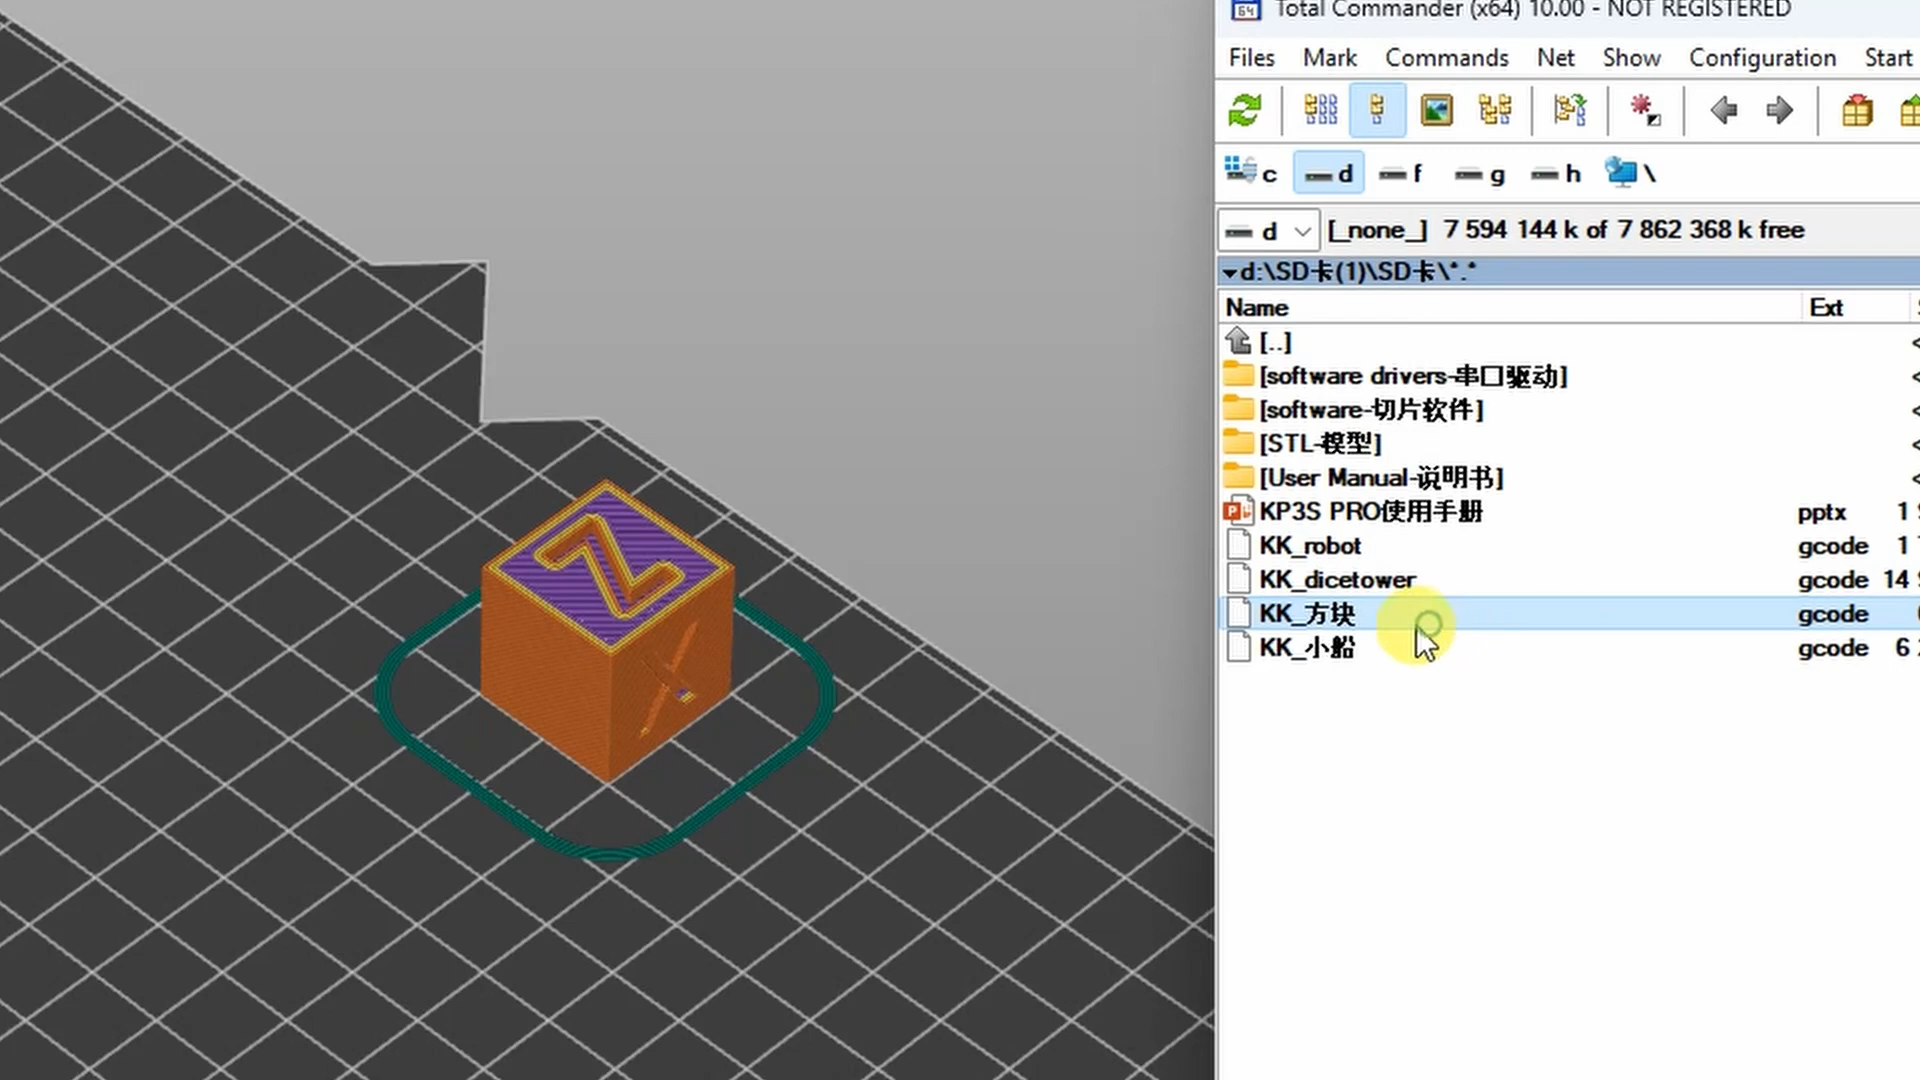 Z
X
64
Total Commander (x64) 10.00 - NOT REGISTERED
Files Mark Commands Net Show Configuration Start
c d f g h \
d [_none_] 7 594 144 k of 7 862 368 k free
d:\SD卡(1)\SD卡\*.*
Name Ext
[..]
[software drivers-串口驱动]
[software-切片软件]
[STL-模型]
[User Manual-说明书]
KP3S PRO使用手册 pptx 1
KK_robot gcode 1
KK_dicetower gcode 14
KK_方块 gcode
KK_小船 gcode 6